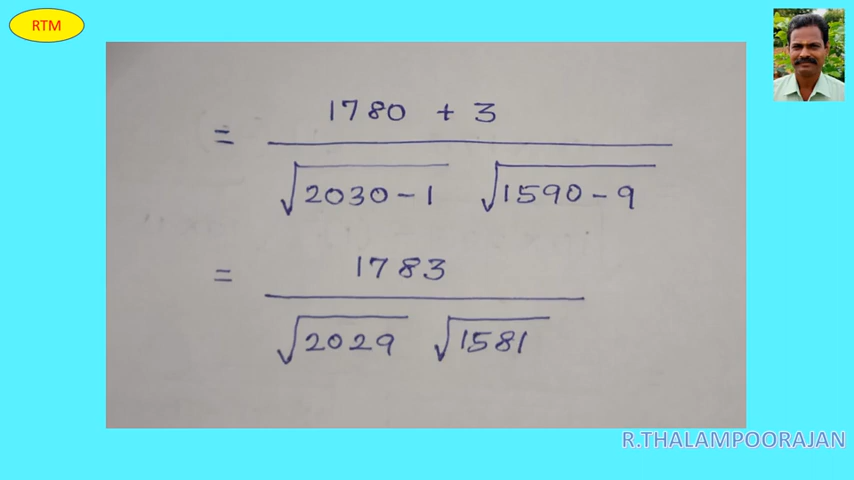 RTM
= 1780 + 3
√2030 - 1 √1590 - 9
= 1783
√2029 √1581
R.THALAMPOORAJAN